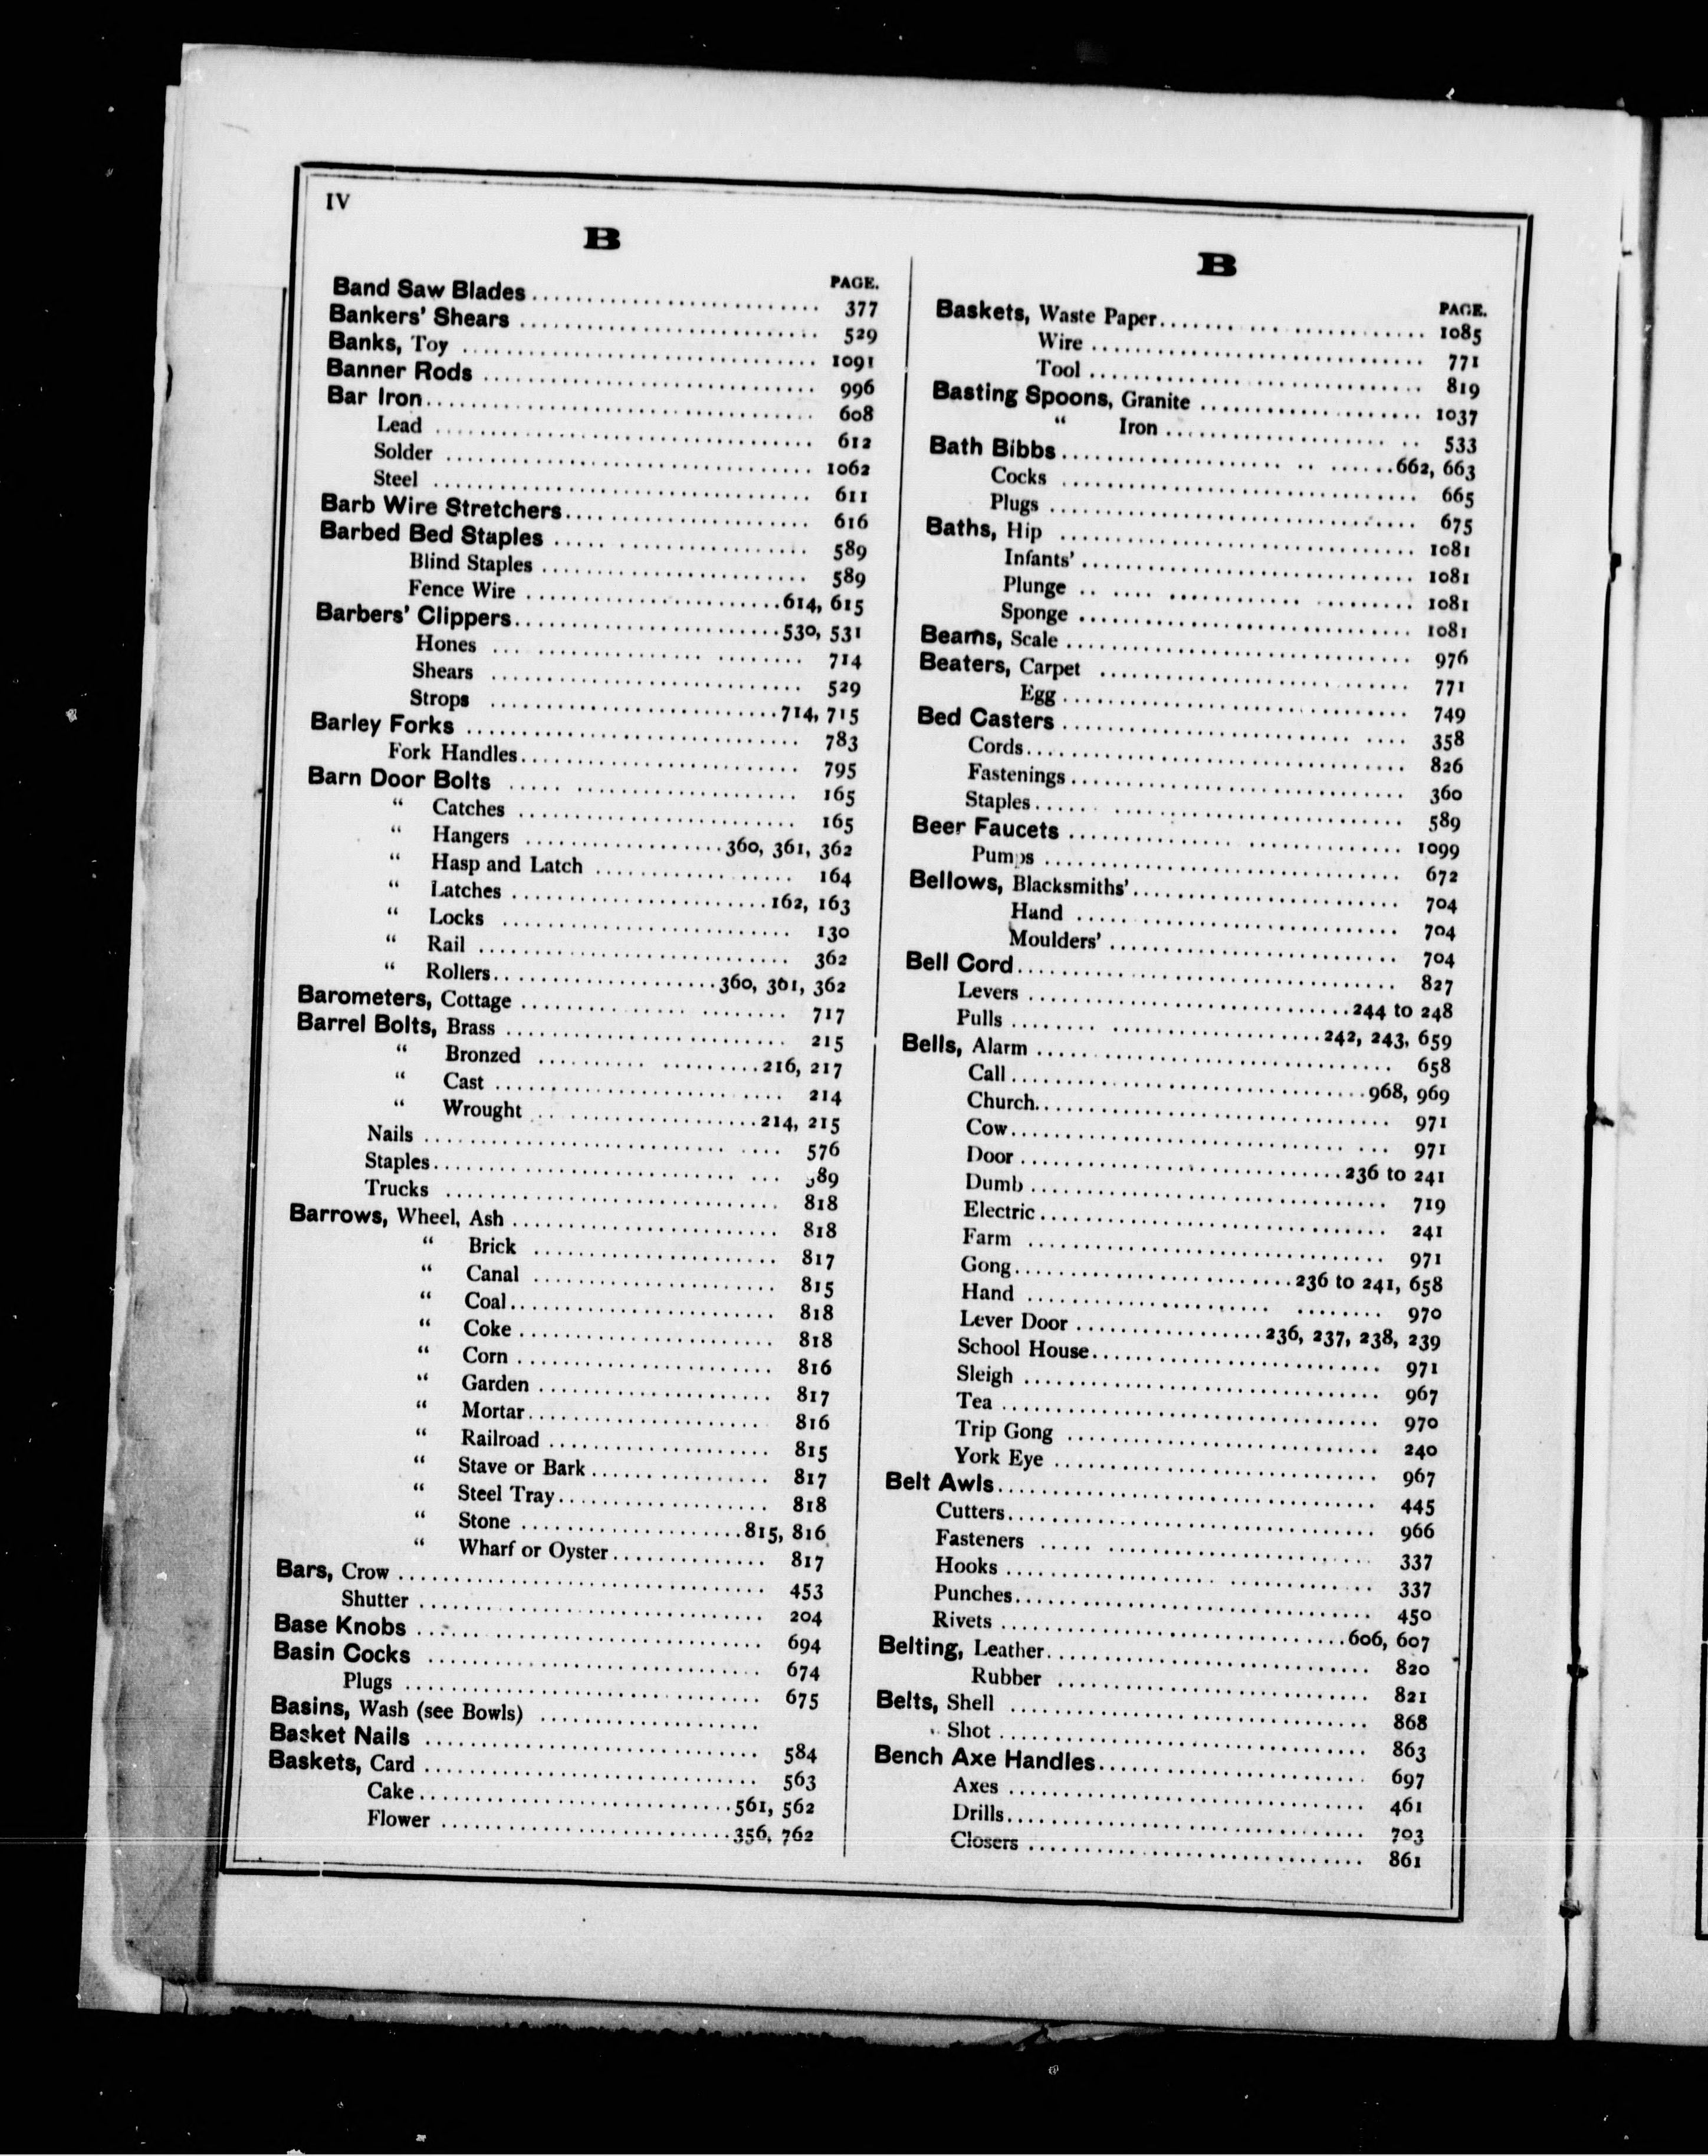 IV
B
PAGE.
Band Saw Blades 377
Bankers' Shears 529
Banks, Toy 1091
Banner Rods 996
Bar Iron 608
Lead 612
Solder 1062
Steel 611
Barb Wire Stretchers 616
Barbed Bed Staples 589
Blind Staples 589
Fence Wire 614, 615
Barbers' Clippers 530, 531
Hones 714
Shears 529
Strops 714, 715
Barley Forks 783
Fork Handles 795
Barn Door Bolts 165
“ Catches 165
“ Hangers 360, 361, 362
“ Hasp and Latch 164
“ Latches 162, 163
“ Locks 130
“ Rail 362
“ Rollers 360, 361, 362
Barometers, Cottage 717
Barrel Bolts, Brass 215
“ Bronzed 216, 217
“ Cast 214
“ Wrought 214, 215
Nails 576
Staples 589
Trucks 818
Barrows, Wheel, Ash 818
“ Brick 817
“ Canal 815
“ Coal 818
“ Coke 818
“ Corn 816
“ Garden 817
“ Mortar 816
“ Railroad 815
“ Stave or Bark 817
“ Steel Tray 818
“ Stone 815, 816
“ Wharf or Oyster 817
Bars, Crow 453
Shutter 204
Base Knobs 694
Basin Cocks 674
Plugs 675
Basins, Wash (see Bowls)
Basket Nails 584
Baskets, Card 563
Cake 561, 562
Flower 356, 762
B
PAGE.
Baskets, Waste Paper 1085
Wire 771
Tool 819
Basting Spoons, Granite 1037
“ Iron 533
Bath Bibbs 662, 663
Cocks 665
Plugs 675
Baths, Hip 1081
Infants' 1081
Plunge 1081
Sponge 1081
Beams, Scale 976
Beaters, Carpet 771
Egg 749
Bed Casters 358
Cords 826
Fastenings 360
Staples 589
Beer Faucets 1099
Pumps 672
Bellows, Blacksmiths' 704
Hand 704
Moulders' 704
Bell Cord 827
Levers 244 to 248
Pulls 242, 243, 659
Bells, Alarm 658
Call 968, 969
Church 971
Cow 971
Door 236 to 241
Dumb 719
Electric 241
Farm 971
Gong 236 to 241, 658
Hand 970
Lever Door 236, 237, 238, 239
School House 971
Sleigh 967
Tea 970
Trip Gong 240
York Eye 967
Belt Awls 445
Cutters 966
Fasteners 337
Hooks 337
Punches 450
Rivets 606, 607
Belting, Leather 820
Rubber 821
Belts, Shell 868
Shot 863
Bench Axe Handles 697
Axes 461
Drills 703
Closers 861